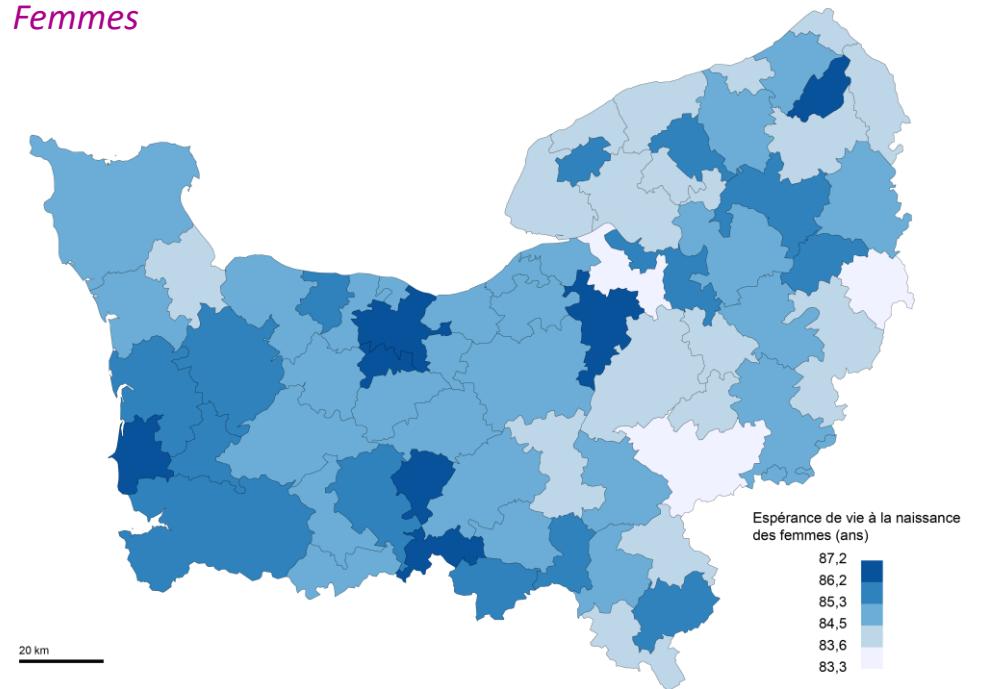 Femmes
Espérance de vie à la naissance
des femmes (ans)
87,2
86,2
85,3
84,5
83,6
83,3
20 km